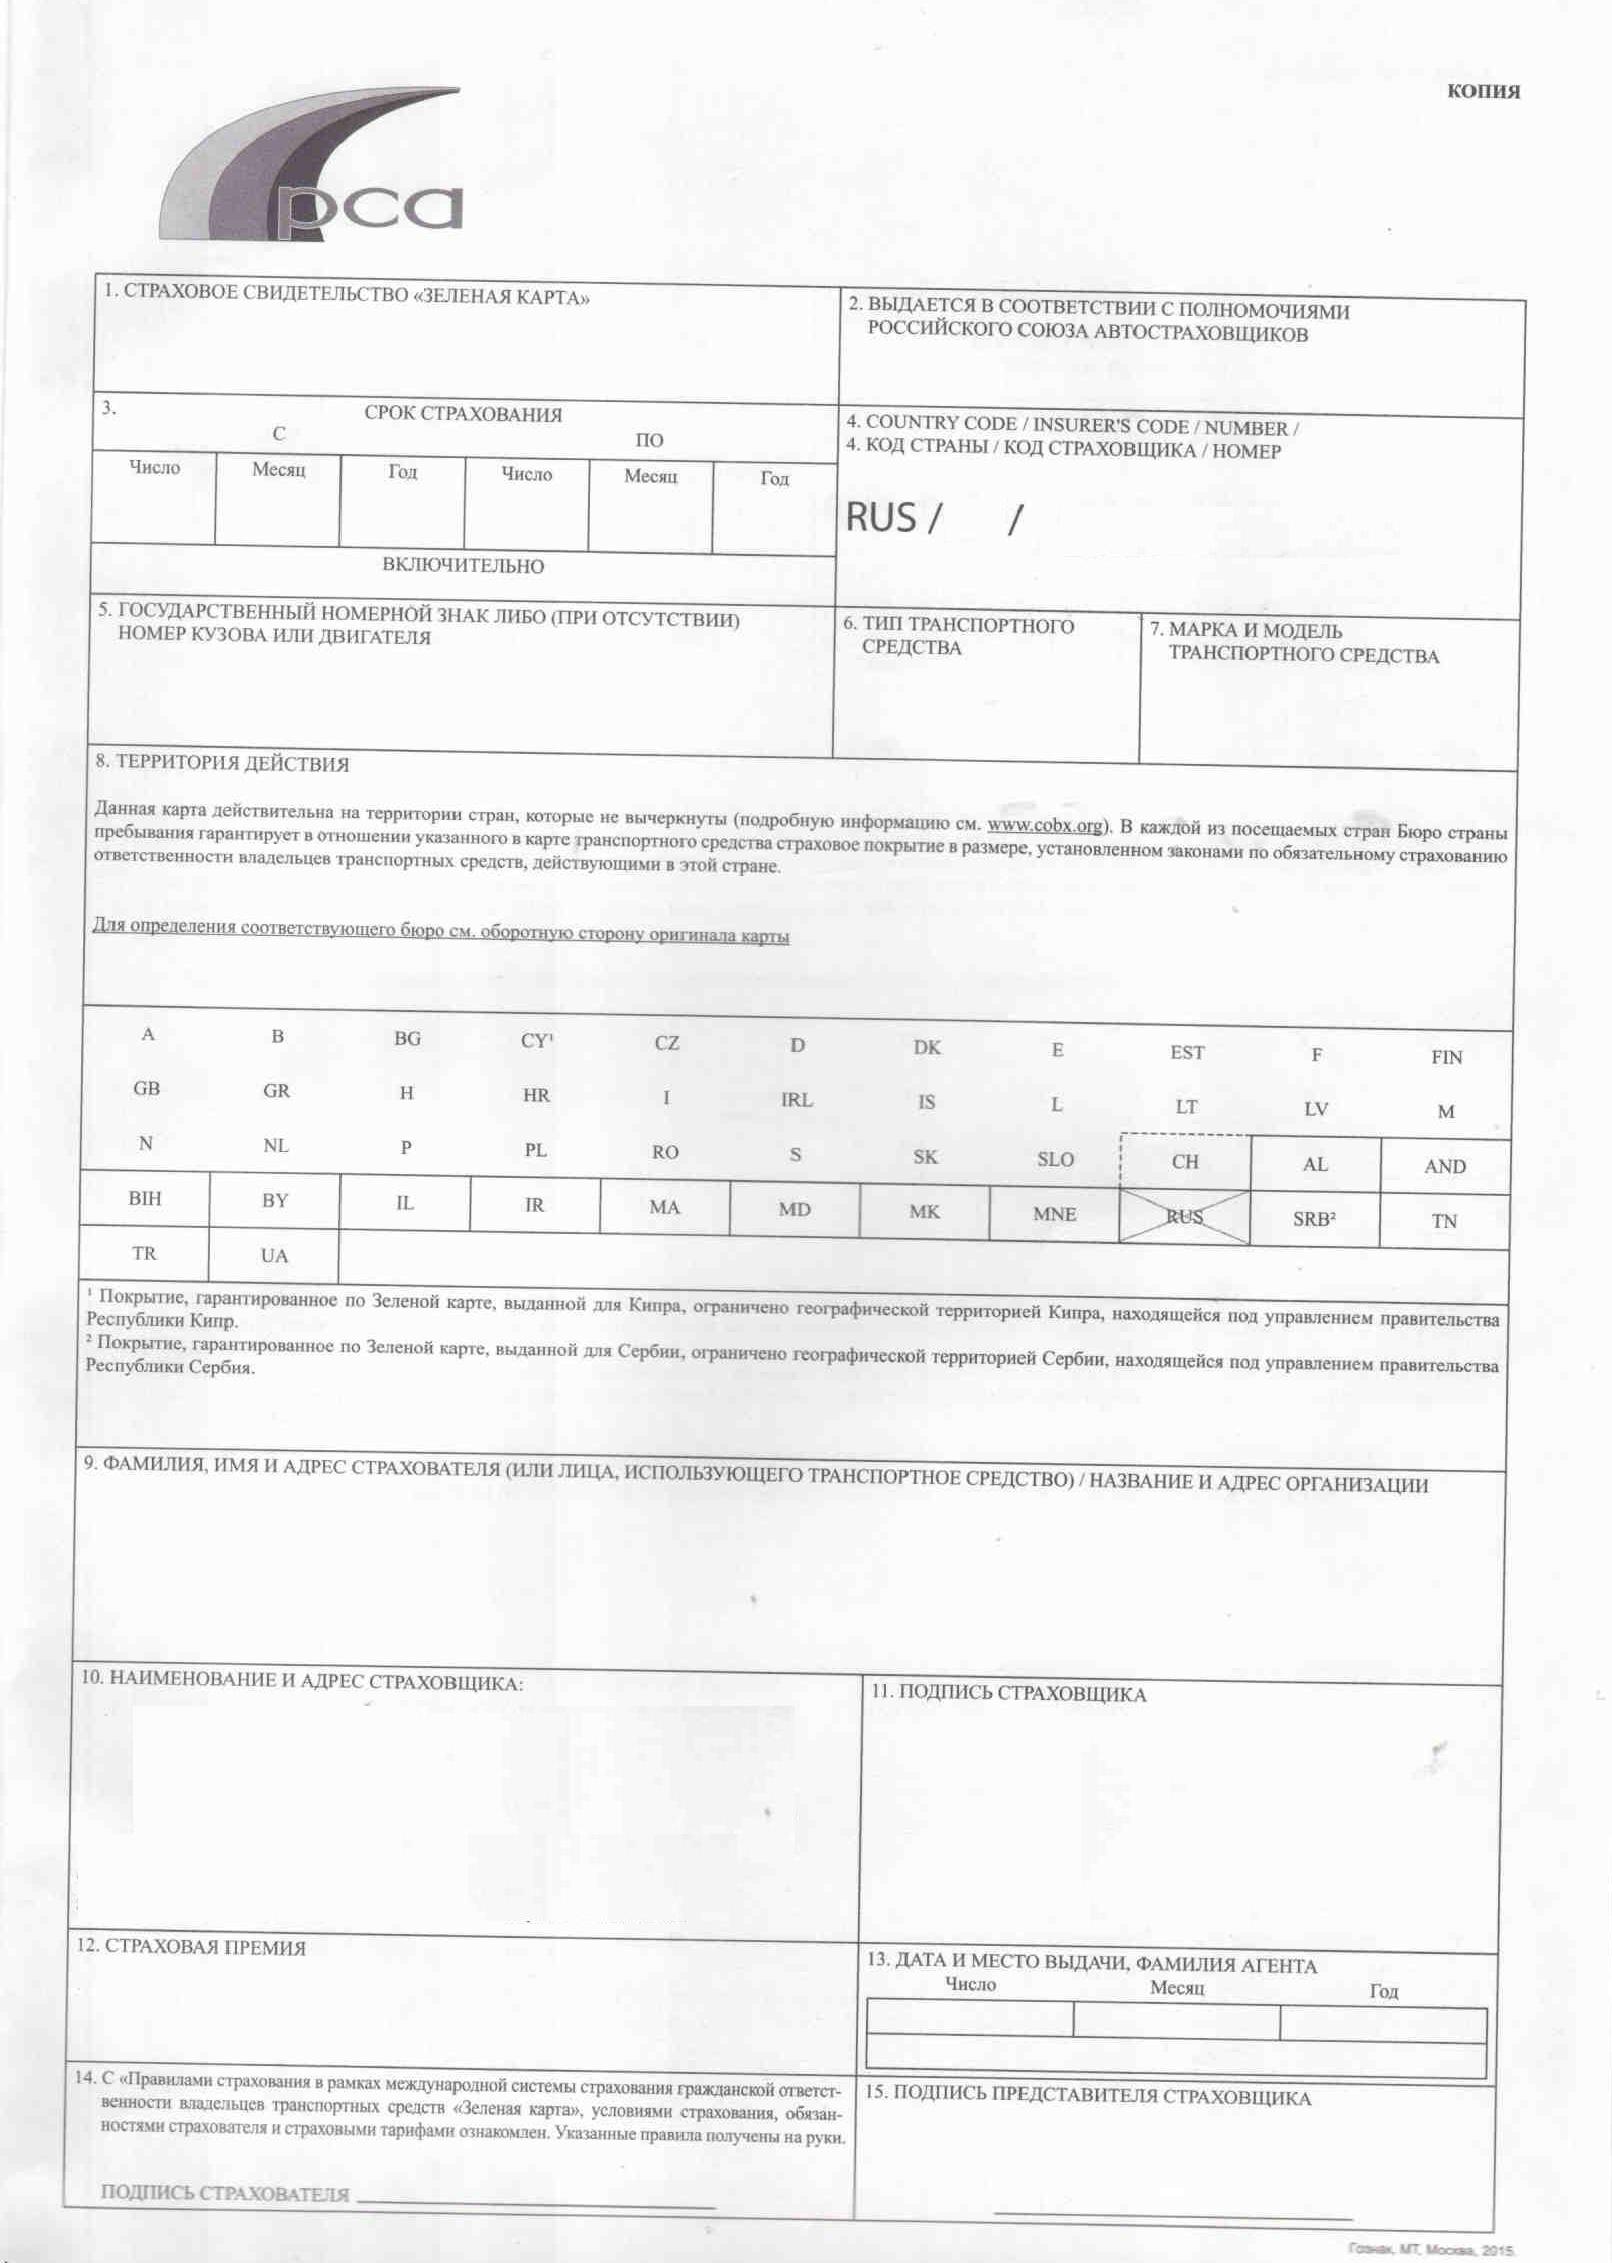 КОПИЯ
рса
1. СТРАХОВОЕ СВИДЕТЕЛЬСТВО «ЗЕЛЕНАЯ КАРТА»
2. ВЫДАЕТСЯ В СООТВЕТСТВИИ С ПОЛНОМОЧИЯМИ
РОССИЙСКОГО СОЮЗА АВТОСТРАХОВЩИКОВ
3. СРОК СТРАХОВАНИЯ
С ПО
Число Месяц Год Число Месяц Год
ВКЛЮЧИТЕЛЬНО
4. COUNTRY CODE / INSURER'S CODE / NUMBER /
4. КОД СТРАНЫ / КОД СТРАХОВЩИКА / НОМЕР
RUS / /
5. ГОСУДАРСТВЕННЫЙ НОМЕРНОЙ ЗНАК ЛИБО (ПРИ ОТСУТСТВИИ)
НОМЕР КУЗОВА ИЛИ ДВИГАТЕЛЯ
6. ТИП ТРАНСПОРТНОГО
СРЕДСТВА
7. МАРКА И МОДЕЛЬ
ТРАНСПОРТНОГО СРЕДСТВА
8. ТЕРРИТОРИЯ ДЕЙСТВИЯ
Данная карта действительна на территории стран, которые не вычеркнуты (подробную информацию см. www.cobx.org). В каждой из посещаемых стран Бюро страны
пребывания гарантирует в отношении указанного в карте транспортного средства страховое покрытие в размере, установленном законами по обязательному страхованию
ответственности владельцев транспортных средств, действующими в этой стране.
Для определения соответствующего бюро см. оборотную сторону оригинала карты
A B BG CY¹ CZ D DK E EST F FIN
GB GR H HR I IRL IS L LT LV M
N NL P PL RO S SK SLO CH AL AND
BIH BY IL IR MA MD MK MNE RUS SRB² TN
TR UA
¹ Покрытие, гарантированное по Зеленой карте, выданной для Кипра, ограничено географической территорией Кипра, находящейся под управлением правительства
Республики Кипр.
² Покрытие, гарантированное по Зеленой карте, выданной для Сербии, ограничено географической территорией Сербии, находящейся под управлением правительства
Республики Сербия.
9. ФАМИЛИЯ, ИМЯ И АДРЕС СТРАХОВАТЕЛЯ (ИЛИ ЛИЦА, ИСПОЛЬЗУЮЩЕГО ТРАНСПОРТНОЕ СРЕДСТВО) / НАЗВАНИЕ И АДРЕС ОРГАНИЗАЦИИ
10. НАИМЕНОВАНИЕ И АДРЕС СТРАХОВЩИКА:
11. ПОДПИСЬ СТРАХОВЩИКА
12. СТРАХОВАЯ ПРЕМИЯ
13. ДАТА И МЕСТО ВЫДАЧИ, ФАМИЛИЯ АГЕНТА
Число Месяц Год
14. С «Правилами страхования в рамках международной системы страхования гражданской ответст-
венности владельцев транспортных средств «Зеленая карта», условиями страхования, обязан-
ностями страхователя и страховыми тарифами ознакомлен. Указанные правила получены на руки.
ПОДПИСЬ СТРАХОВАТЕЛЯ
15. ПОДПИСЬ ПРЕДСТАВИТЕЛЯ СТРАХОВЩИКА
Гознак, МТ, Москва, 2015.